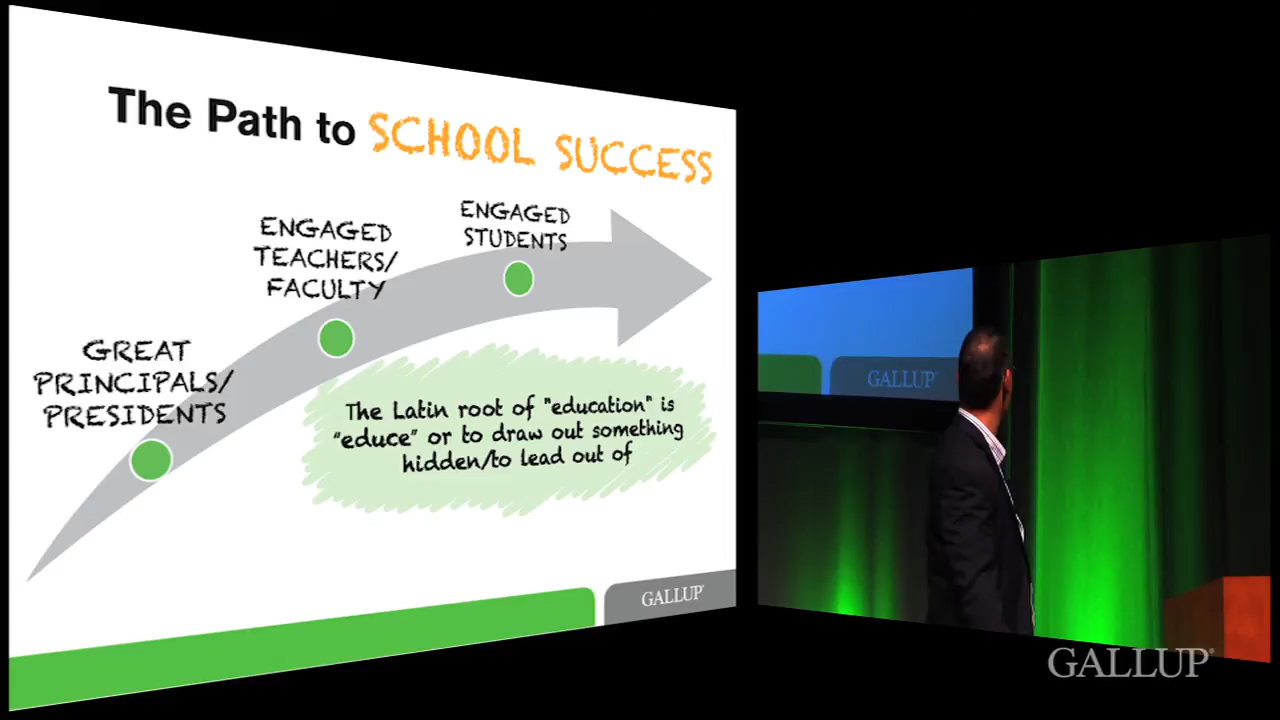 The Path to SCHOOL SUCCESS
ENGAGED
STUDENTS
ENGAGED
TEACHERS/
FACULTY
GREAT
PRINCIPALS/
PRESIDENTS
The Latin root of "education" is
"educe" or to draw out something
hidden/to lead out of
GALLUP
GALLUP
GALLUP